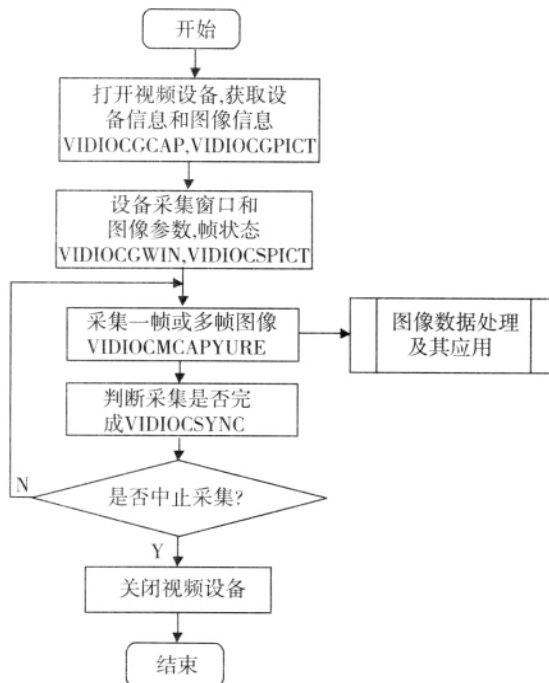 开始
打开视频设备,获取设
备信息和图像信息
VIDIOCGCAP,VIDIOCGPICT
设备采集窗口和
图像参数,帧状态
VIDIOCGWIN,VIDIOCSPICT
采集一帧或多帧图像
VIDIOCMCAPYURE
图像数据处理
及其应用
判断采集是否完
成VIDIOCSYNC
N
是否中止采集?
Y
关闭视频设备
结束